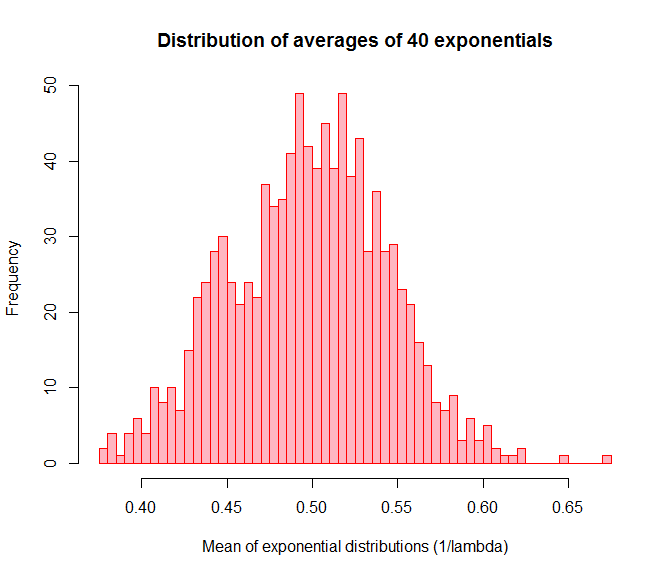 Distribution of averages of 40 exponentials
Frequency
50
40
30
20
10
0
0.40 0.45 0.50 0.55 0.60 0.65
Mean of exponential distributions (1/lambda)